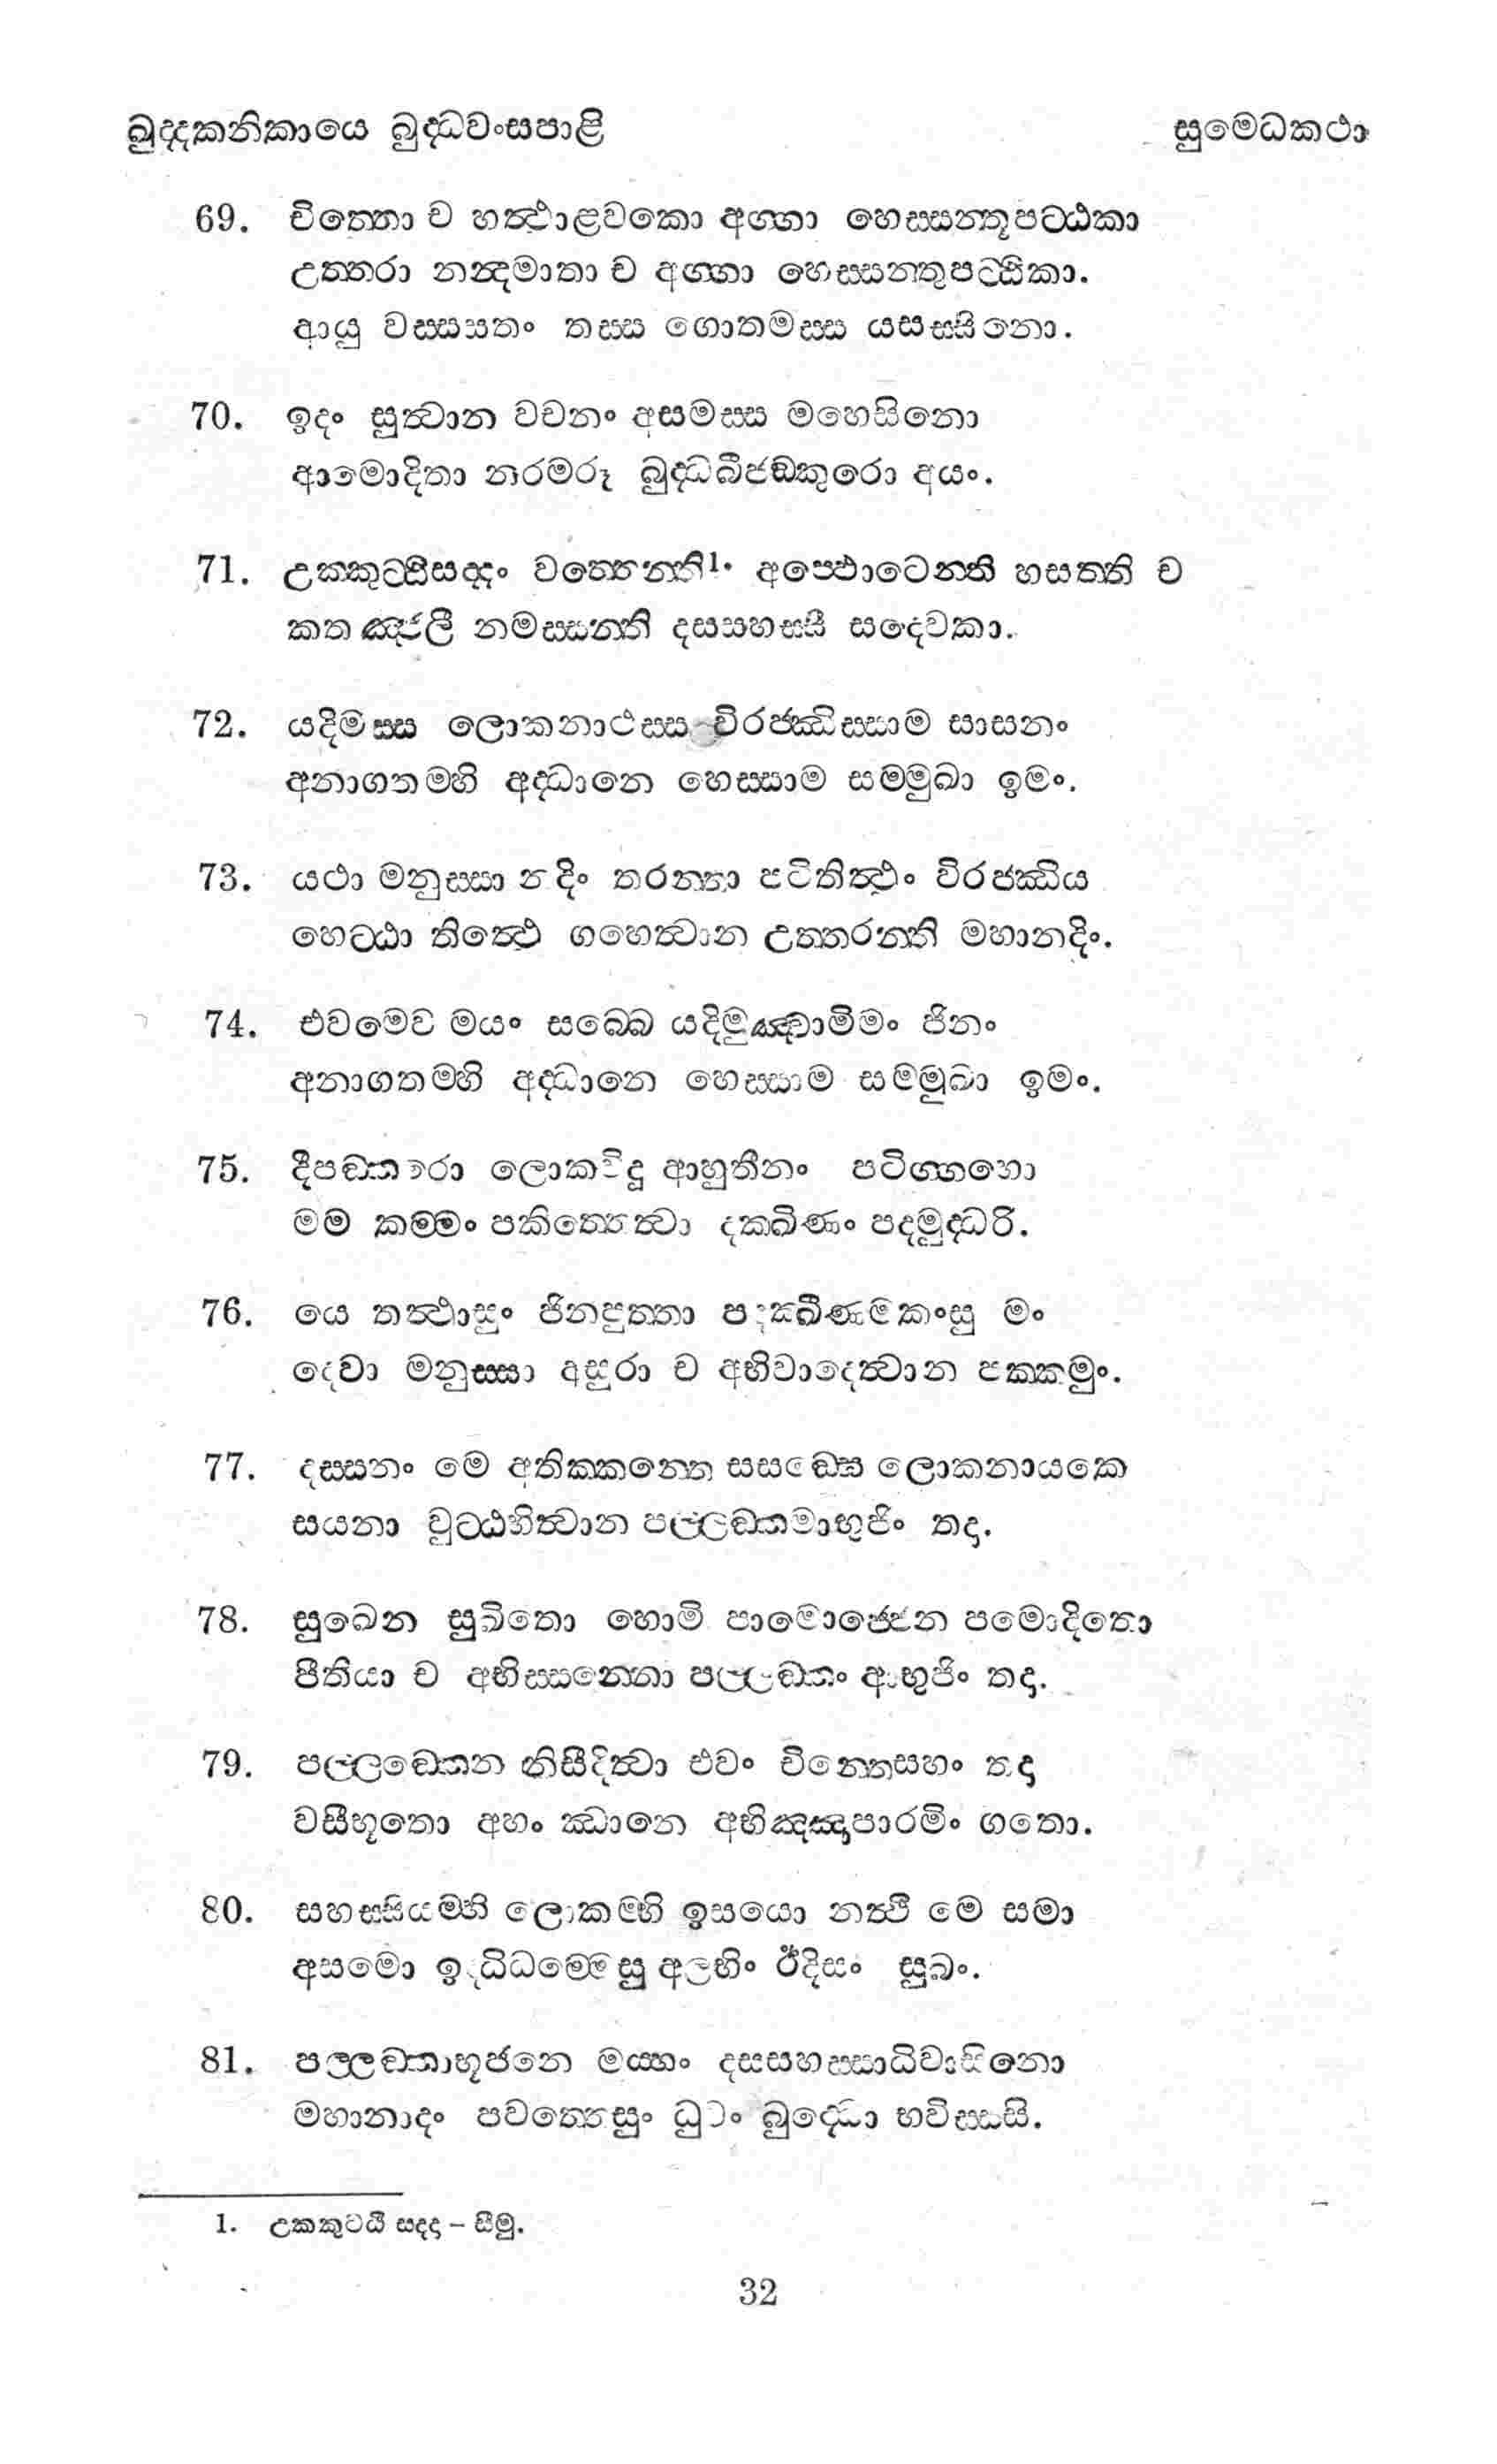 ඛුද්දකනිකායෙ බුද්ධවංසපාළි සුමෙධකථා
69. චිත්තො ච හත්ථාළවකො අග්ගා හෙස්සන්තූපට්ඨකා
උත්තරා නන්දමාතා ච අග්ගා හෙස්සන්තුපට්ඨිකා.
ආයු වස්සසතං තස්ස ගොතමස්ස යසස්සිනො.
70. ඉදං සුත්වාන වචනං අසමස්ස මහෙසිනො
ආමොදිතා නරමරූ බුද්ධබීජඞ්කුරො අයං.
71. උක්කුට්ඨිසද්දං වත්තෙන්ති1. අප්ඵොටෙන්ති හසන්ති ච
කතඤ්ජලී නමස්සන්ති දසසහස්සී සදෙවකා.
72. යදිමස්ස ලොකනාථස්ස විරජ්ඣිස්සාම සාසනං
අනාගතම්හි අද්ධානෙ හෙස්සාම සම්මුඛා ඉමං.
73. යථා මනුස්සා නදිං තරන්තා පටිතිත්ථං විරජ්ඣිය
හෙට්ඨා තිත්ථෙ ගහෙත්වාන උත්තරන්ති මහානදිං.
74. එවමෙව මයං සබ්බෙ යදිමුඤ්චාමිමං ජිනං
අනාගතම්හි අද්ධානෙ හෙස්සාම සම්මුඛා ඉමං.
75. දීපඞ්කරො ලොකවිදූ ආහුතීනං පටිග්ගහො
මම කම්මං පකිත්තෙත්වා දක්ඛිණං පදමුද්ධරි.
76. යෙ තත්ථාසුං ජිනපුත්තා පදක්ඛිණමකංසු මං
දෙවා මනුස්සා අසුරා ච අභිවාදෙත්වාන පක්කමුං.
77. දස්සනං මෙ අතික්කන්තෙ සසඞ්ඝෙ ලොකනායකෙ
සයනා වුට්ඨහිත්වාන පල්ලඞ්කමාභුජිං තදා.
78. සුඛෙන සුඛිතො හොමි පාමොජ්ජෙන පමොදිතො
පීතියා ච අභිස්සන්නො පල්ලඞ්කං ආභුජිං තදා.
79. පල්ලඞ්කෙන නිසීදිත්වා එවං චින්තෙසහං තදා
වසීභූතො අහං ඣානෙ අභිඤ්ඤාපාරමිං ගතො.
80. සහස්සියම්හි ලොකම්හි ඉසයො නත්ථි මෙ සමා
අසමො ඉද්ධිධම්මෙසු අලභිං ඊදිසං සුඛං.
81. පල්ලඞ්කාභූජනෙ මය්හං දසසහස්සාධිවාසිනො
මහානාදං පවත්තෙසුං ධුවං බුද්ධො භවිස්සසි.
1. උක්කුට්ඨි සද්දා – සීමු.
32